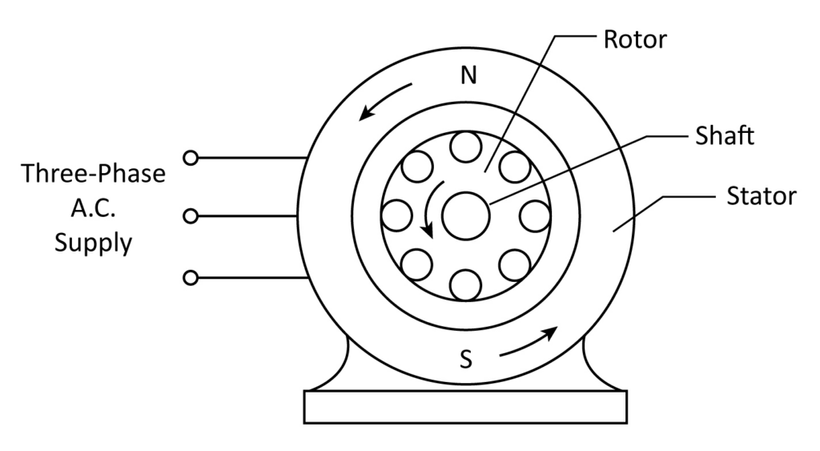 Rotor
N
Shaft
Three-Phase
A.C.
Supply
Stator
S